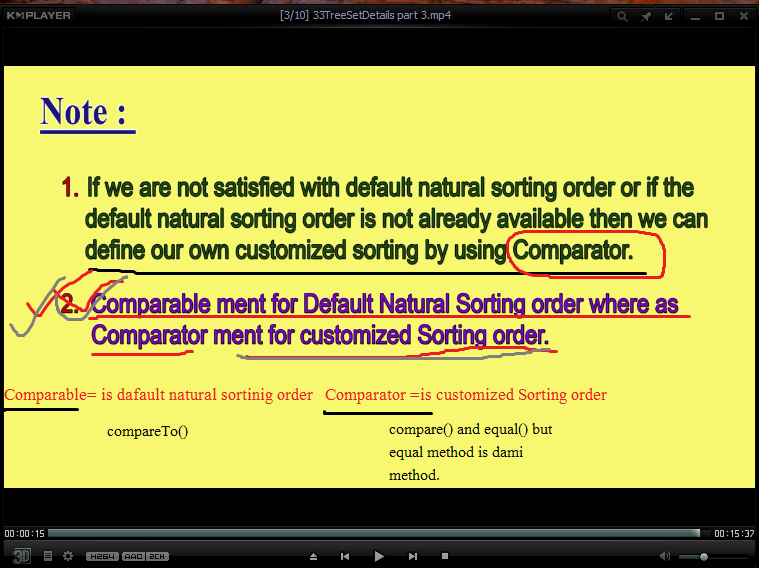 KMPLAYER [3/10] 33TreeSetDetails part 3.mp4
Note :
1. If we are not satisfied with default natural sorting order or if the
default natural sorting order is not already available then we can
define our own customized sorting by using Comparator.
2. Comparable ment for Default Natural Sorting order where as
Comparator ment for customized Sorting order.
Comparable= is dafault natural sortinig order Comparator =is customized Sorting order
compareTo()
compare() and equal() but
equal method is dami
method.
00:00:15 00:15:37
3D H264 AAC 2CH